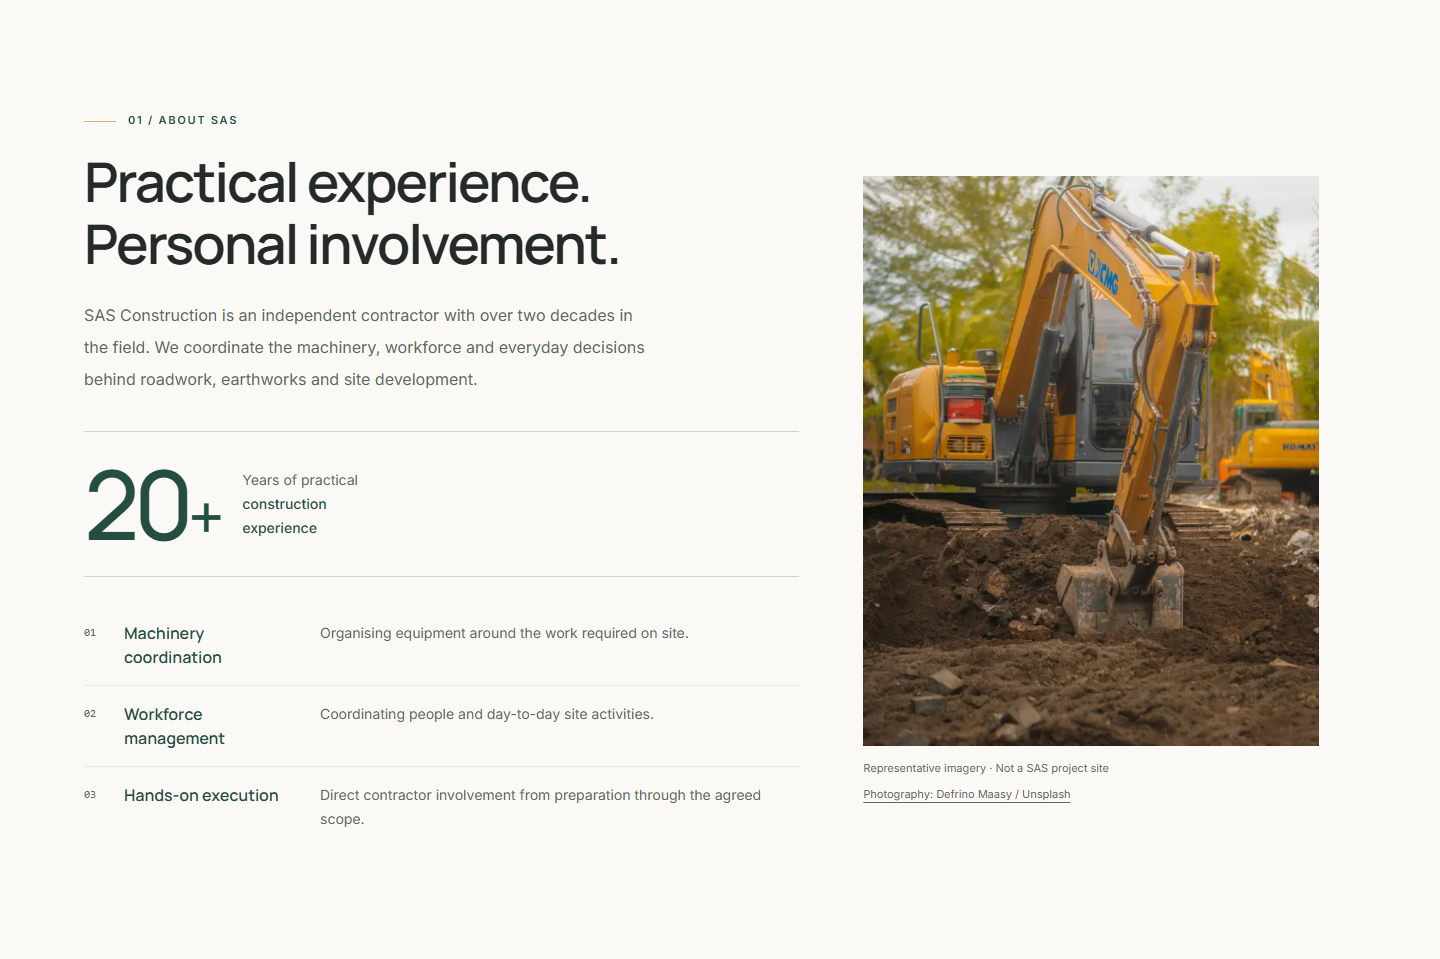 01 / ABOUT SAS
Practical experience.
Personal involvement.
SAS Construction is an independent contractor with over two decades in
the field. We coordinate the machinery, workforce and everyday decisions
behind roadwork, earthworks and site development.
20+
Years of practical
construction
experience
01
Machinery
coordination
Organising equipment around the work required on site.
02
Workforce
management
Coordinating people and day-to-day site activities.
03
Hands-on execution
Direct contractor involvement from preparation through the agreed
scope.
XCMG
KOMAT
Representative imagery · Not a SAS project site
Photography: Defrino Maasy / Unsplash